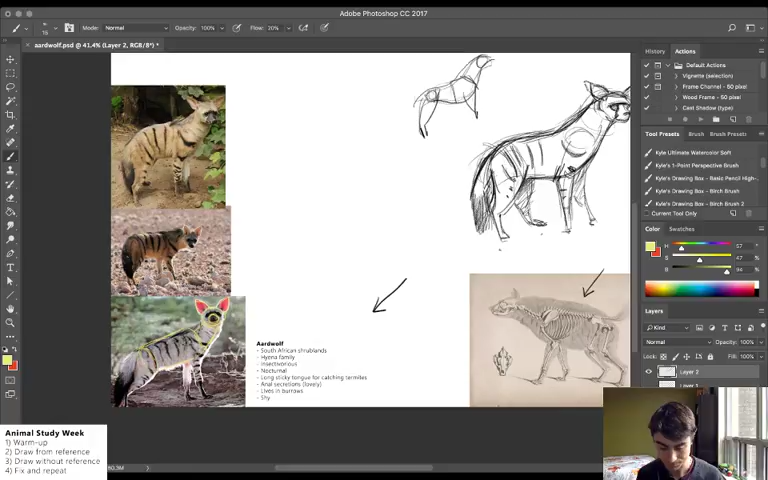 Adobe Photoshop CC 2017
Mode: Normal Opacity: 100% Flow: 30%
aardwolf.psd @ 41.4% (Layer 2, RGB/8*) *
History Actions
Default Actions
Vignette (selection)
Frame Channel - 50 pixel
Wood Frame - 50 pixel
Cast Shadow (type)
Tool Presets Brush Brush Presets
Kyle Ultimate Watercolor Soft
Kyle's 1-Point Perspective Brush
Kyle's Drawing Box - Basic Pencil High-
Kyle's Drawing Box - Birch Brush
Kyle's Drawing Box - Birch Brush 2
Current Tool Only
Color Swatches
H 57 °
S 47 %
B 94 %
Layers
Kind
Normal Opacity: 100%
Lock: Fill: 100%
Layer 2
Layer 1
Aardwolf
- South African shrublands
- Hyena family
- Insectivorous
- Nocturnal
- Long sticky tongue for catching termites
- Anal secretions (lovely)
- Lives in burrows
- Shy
Animal Study Week
1) Warm-up
2) Draw from reference
3) Draw without reference
4) Fix and repeat